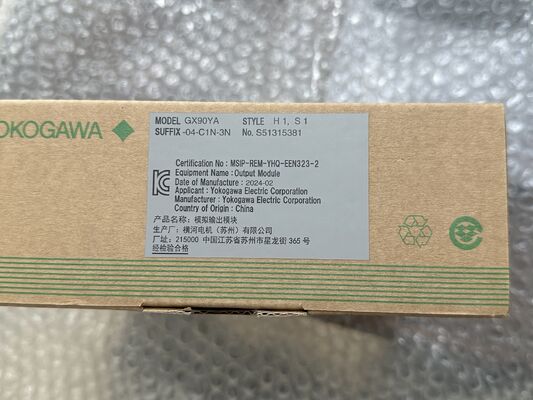 OKOGAWA
MODEL GX90YA STYLE H1, S1
SUFFIX -04-C1N-3N No. S51315381
Certification No : MSIP-REM-YHQ-EEN323-2
Equipment Name : Output Module
Date of Manufacture : 2024-02
Applicant : Yokogawa Electric Corporation
Manufacturer : Yokogawa Electric Corporation
Country of Origin : China
产品名称：模拟输出模块
生产厂：横河电机（苏州）有限公司
厂址：215000 中国江苏省苏州市星龙街 365 号
经检验合格